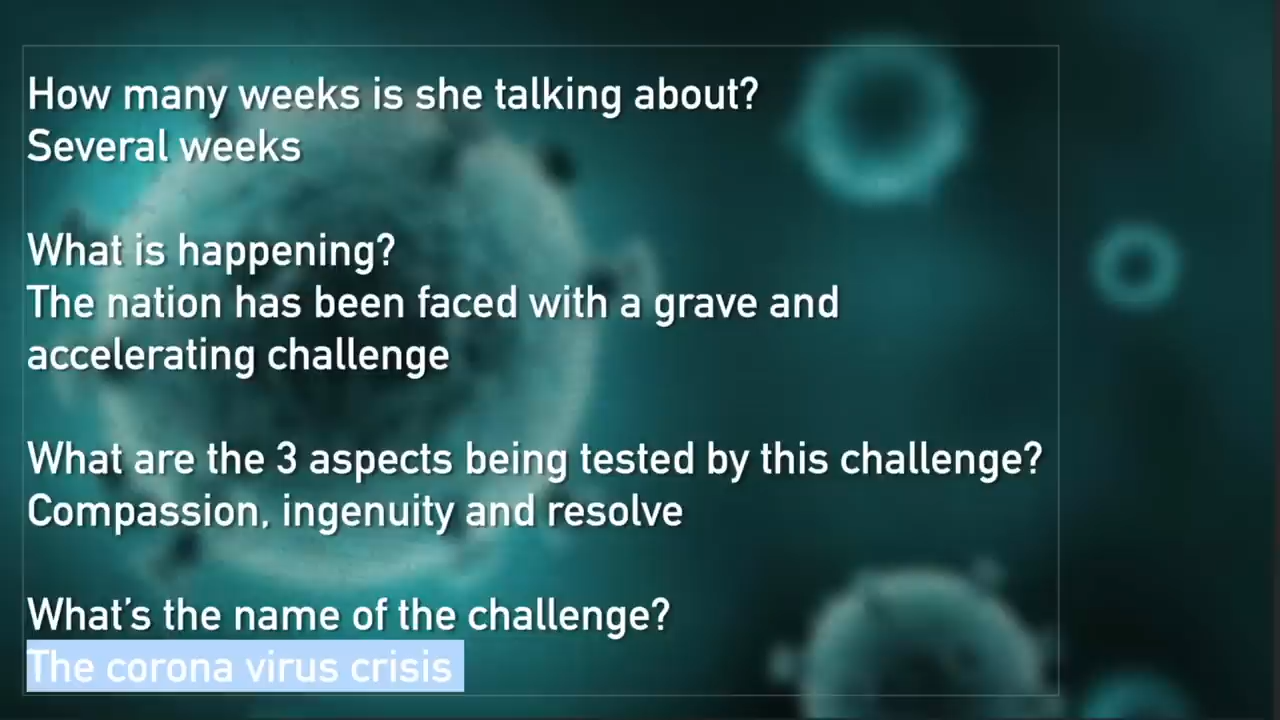 How many weeks is she talking about?
Several weeks
What is happening?
The nation has been faced with a grave and
accelerating challenge
What are the 3 aspects being tested by this challenge?
Compassion, ingenuity and resolve
What's the name of the challenge?
The corona virus crisis